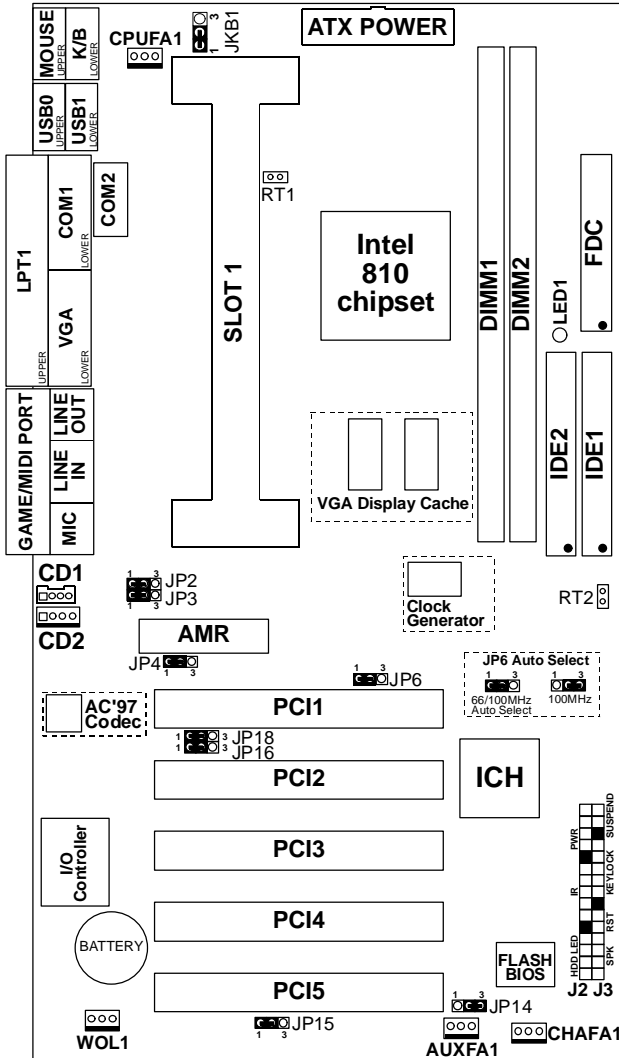 ATX POWER
CPUFA1
1 3
JKB1
MOUSE
UPPER
K/B
LOWER
USB0
UPPER
USB1
LOWER
LPT1
UPPER
COM1
LOWER
COM2
VGA
LOWER
RT1
SLOT 1
Intel
810
chipset
DIMM1
DIMM2
FDC
LED1
IDE2
IDE1
GAME/MIDI PORT
LINE
OUT
LINE
IN
MIC
VGA Display Cache
CD1
CD2
1 3
JP2
JP3
1
Clock
Generator
RT2
AMR
JP4
1 3
1 3
JP6
JP6 Auto Select
1 3
66/100MHz
Auto Select
1 3
100MHz
AC'97
Codec
PCI1
1 3
JP18
JP16
1
PCI2
ICH
PCI3
I/O
Controller
PCI4
BATTERY
PCI5
FLASH
BIOS
PWR
IR
HDD LED
SUSPEND
KEYLOCK
RST
SPK
J2 J3
WOL1
JP15
1 3
1 3
JP14
AUXFA1
CHAFA1